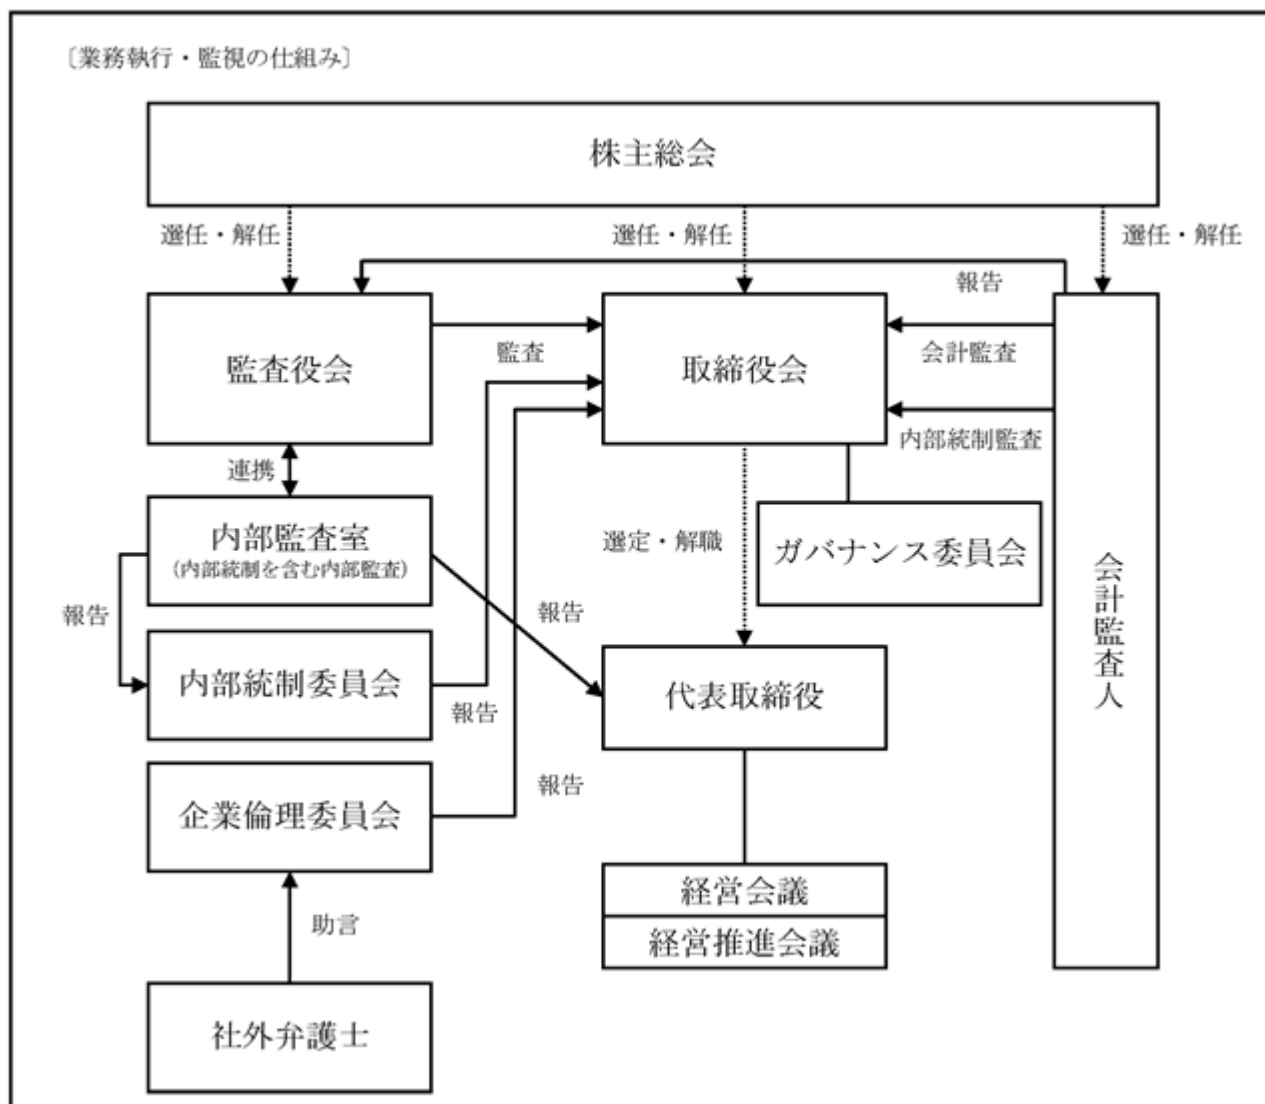 〔業務執行・監視の仕組み〕
株主総会
選任・解任
選任・解任
選任・解任
報告
監査役会
監査
取締役会
会計監査
内部統制監査
連携
内部監査室
(内部統制を含む内部監査)
選定・解職
ガバナンス委員会
会計監査人
報告
報告
内部統制委員会
報告
代表取締役
企業倫理委員会
報告
経営会議
経営推進会議
助言
社外弁護士